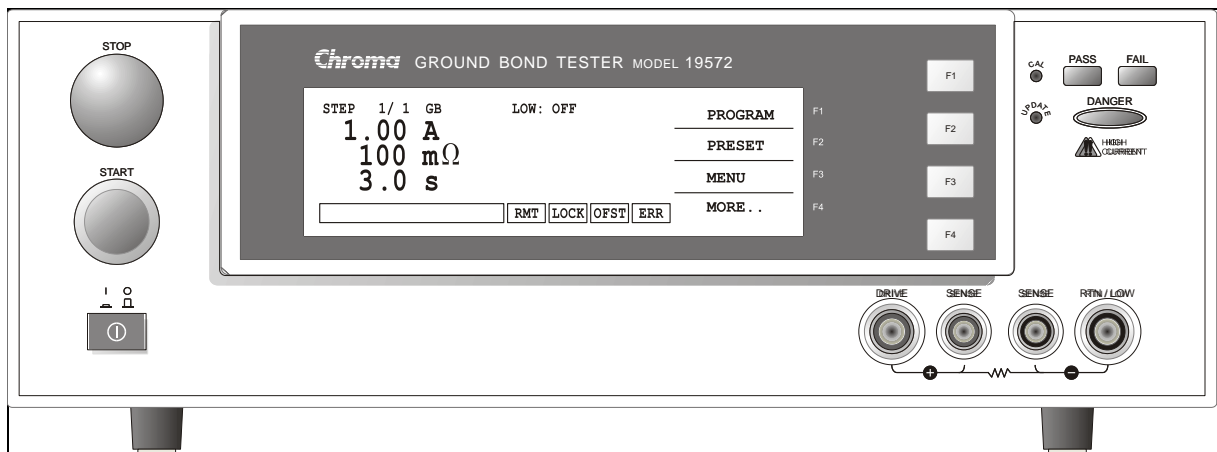 STOP
START
I O
Chroma GROUND BOND TESTER MODEL 19572
STEP 1/ 1 GB LOW: OFF
1.00 A
100 mΩ
3.0 s
RMT LOCK OFST ERR
PROGRAM
PRESET
MENU
MORE..
F1
F2
F3
F4
F1
F2
F3
F4
CAL
UPDATE
PASS FAIL
DANGER
HIGH
CURRENT
DRIVE SENSE SENSE RTN / LOW
+ −